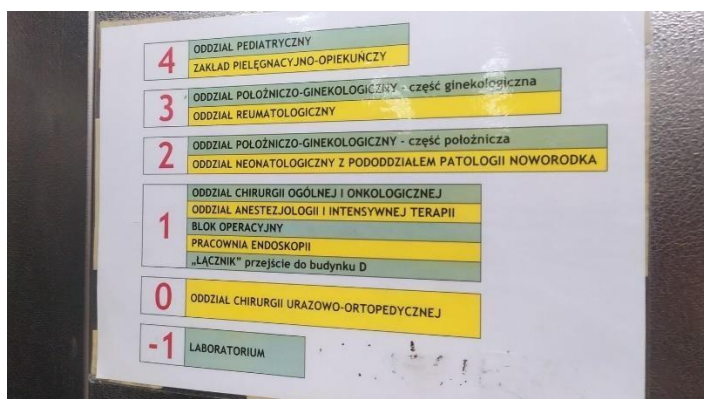 4
ODDZIAŁ PEDIATRYCZNY
ZAKŁAD PIELĘGNACYJNO-OPIEKUŃCZY
3
ODDZIAŁ POŁOŻNICZO-GINEKOLOGICZNY - część ginekologiczna
ODDZIAŁ REUMATOLOGICZNY
2
ODDZIAŁ POŁOŻNICZO-GINEKOLOGICZNY - część położnicza
ODDZIAŁ NEONATOLOGICZNY Z PODODDZIAŁEM PATOLOGII NOWORODKA
1
ODDZIAŁ CHIRURGII OGÓLNEJ I ONKOLOGICZNEJ
ODDZIAŁ ANESTEZJOLOGII I INTENSYWNEJ TERAPII
BLOK OPERACYJNY
PRACOWNIA ENDOSKOPII
„ŁĄCZNIK” przejście do budynku D
0
ODDZIAŁ CHIRURGII URAZOWO-ORTOPEDYCZNEJ
-1
LABORATORIUM